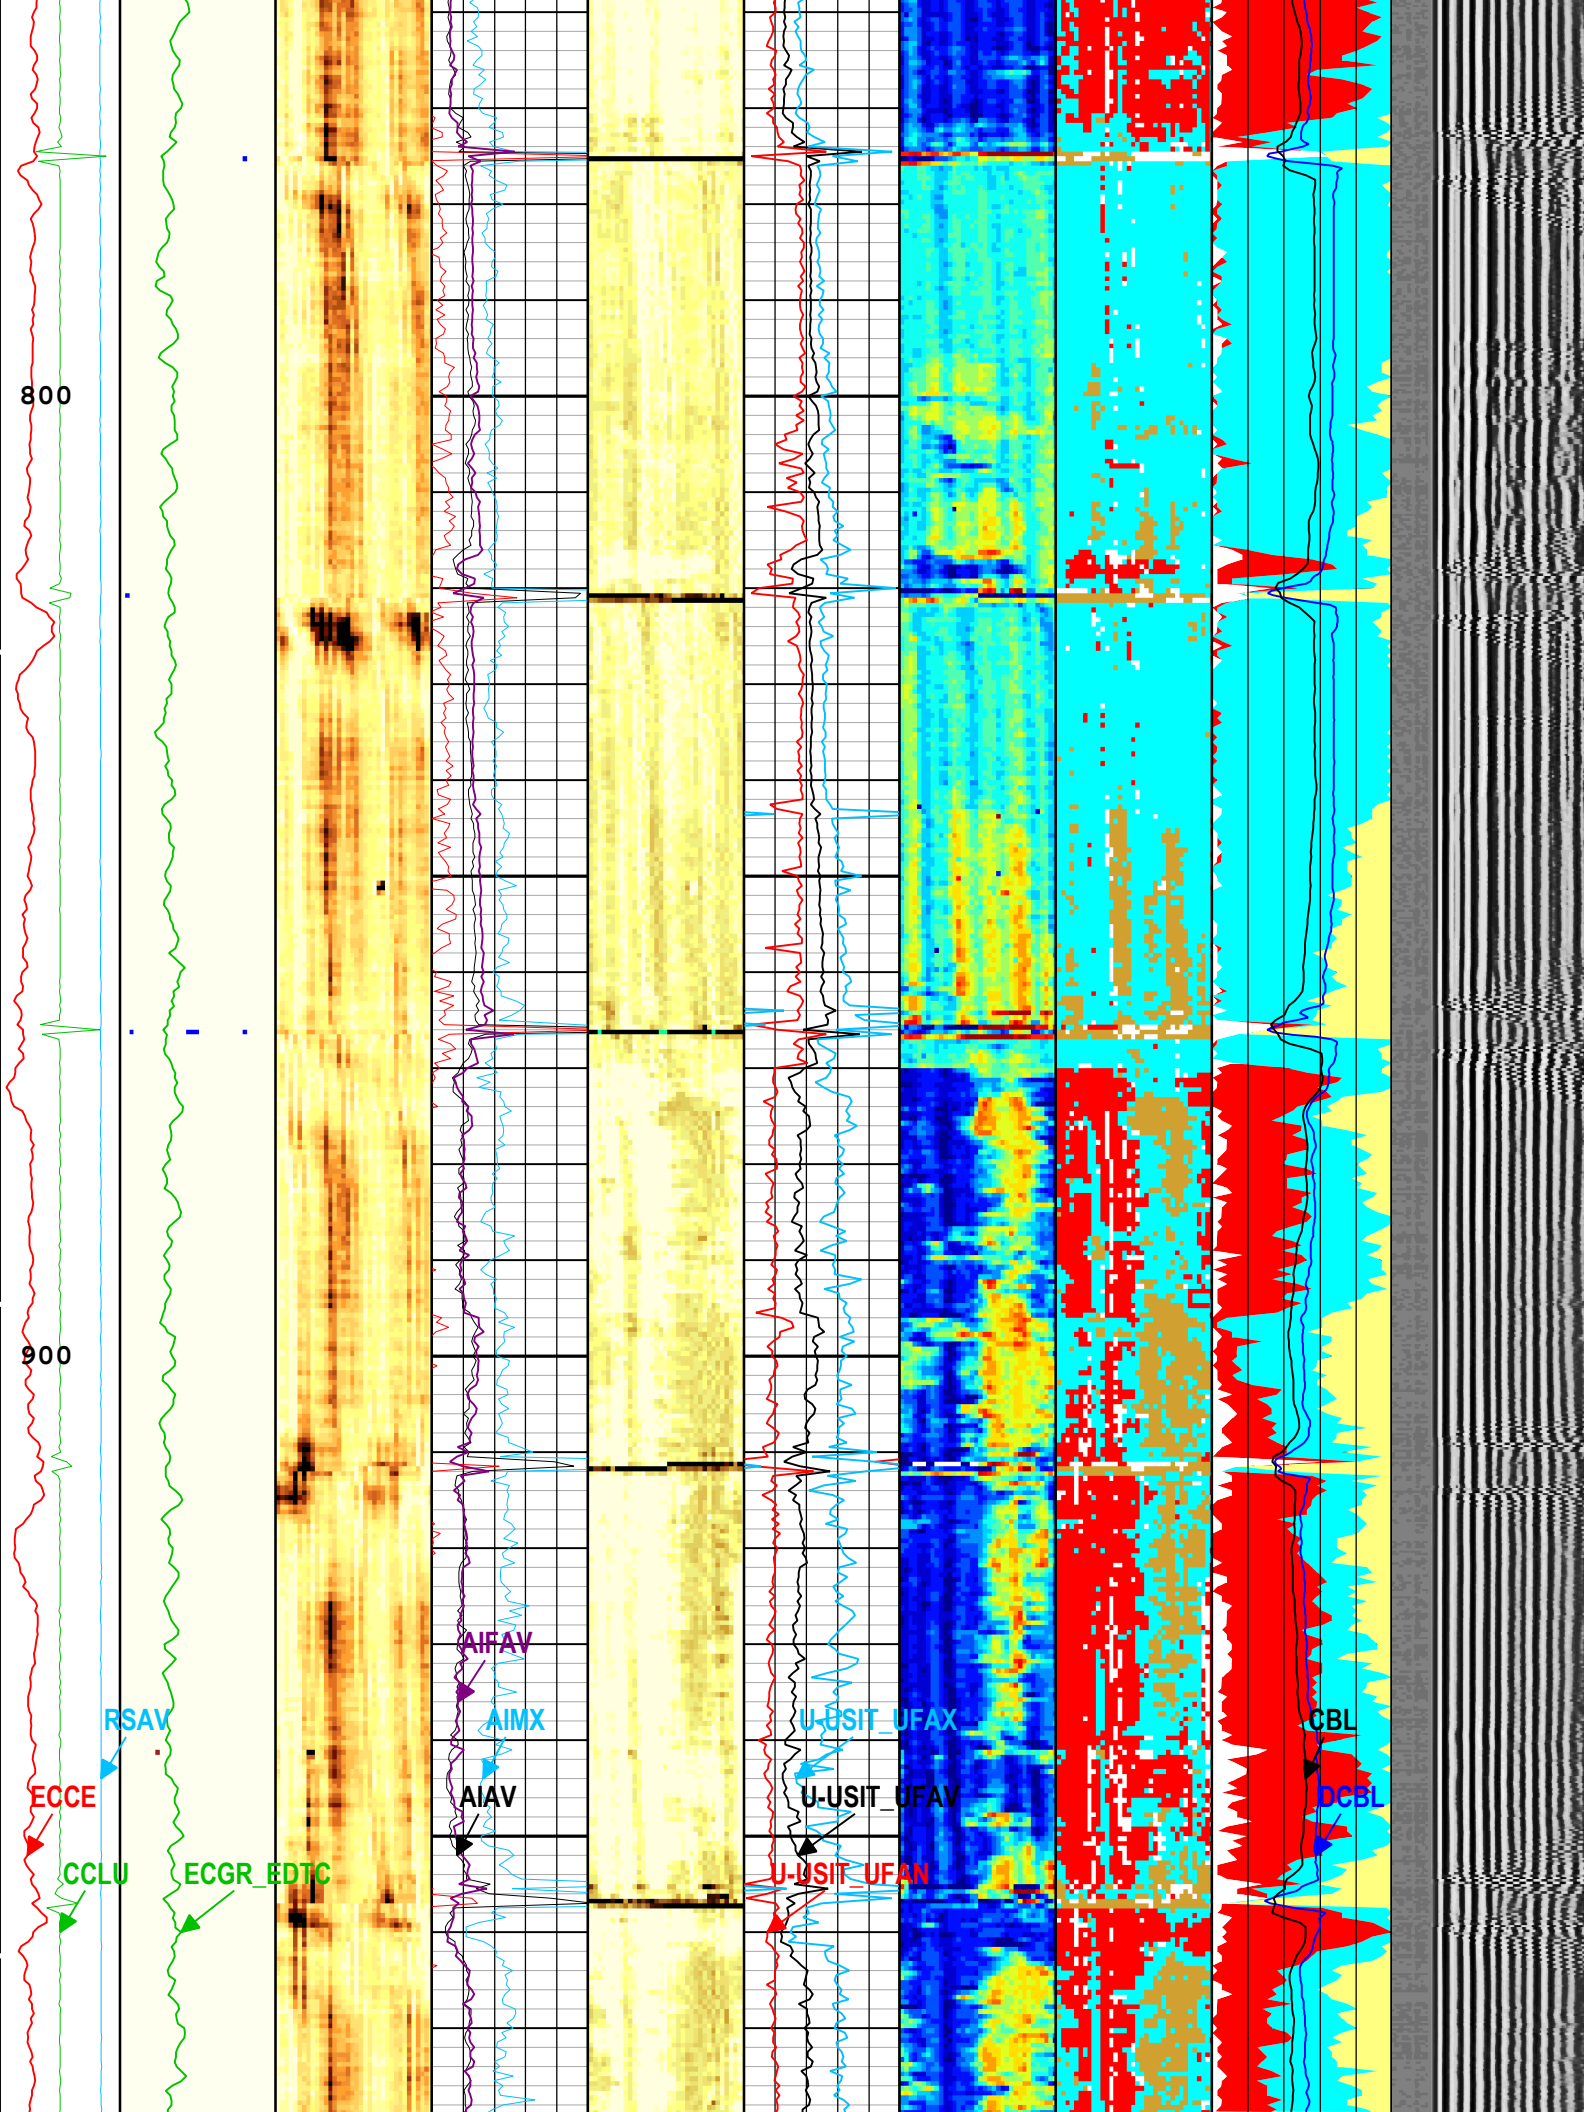 800
900
AIFAV
RSAV
AIMX
U-USIT_UFAX
CBL
ECCE
AIAV
U-USIT_UFAV
DCBL
CCLU
ECGR_EDTC
U-USIT_UFAN